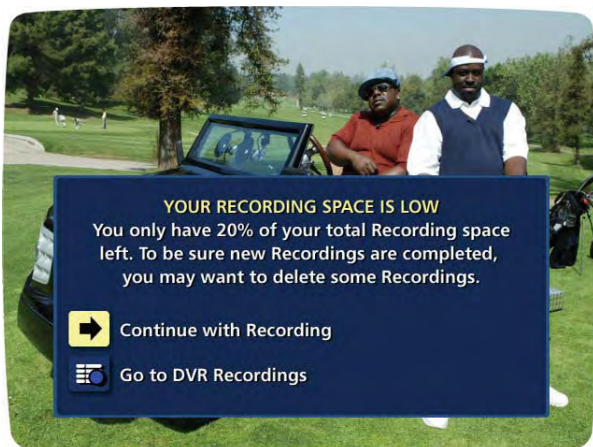 YOUR RECORDING SPACE IS LOW
You only have 20% of your total Recording space
left. To be sure new Recordings are completed,
you may want to delete some Recordings.
Continue with Recording
Go to DVR Recordings